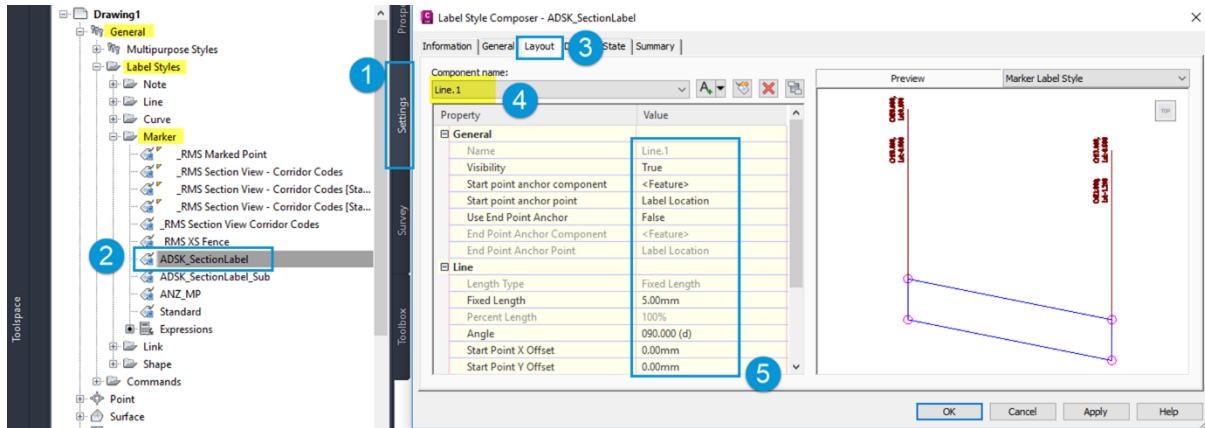 Drawing1
General
Multipurpose Styles
Label Styles
Note
Line
Curve
Marker
_RMS Marked Point
_RMS Section View - Corridor Codes
_RMS Section View - Corridor Codes [Sta...
_RMS Section View - Corridor Codes [Sta...
_RMS Section View Corridor Codes
RMS XS Fence
ADSK_SectionLabel
ADSK_SectionLabel_Sub
ANZ_MP
Standard
Expressions
Link
Shape
Commands
Point
Surface
Toolspace
Prosp
Settings
Survey
Toolbox
1
2
Label Style Composer - ADSK_SectionLabel
Information General Layout D State Summary
3
Component name:
Line.1
4
Property Value
General
Name Line.1
Visibility True
Start point anchor component <Feature>
Start point anchor point Label Location
Use End Point Anchor False
End Point Anchor Component <Feature>
End Point Anchor Point Label Location
Line
Length Type Fixed Length
Fixed Length 5.00mm
Percent Length 100%
Angle 090.000 (d)
Start Point X Offset 0.00mm
Start Point Y Offset 0.00mm
5
Preview Marker Label Style
TOP
OK Cancel Apply Help